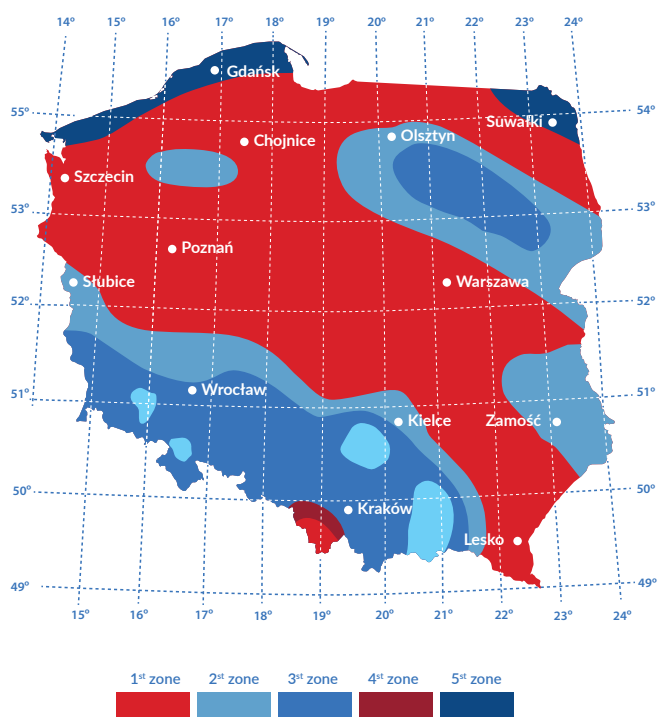 14° 15° 16° 17° 18° 19° 20° 21° 22° 23° 24°
Gdańsk
55° 54°
Suwałki
Olsztyn
Chojnice
Szczecin
53° 53°
Poznań
Słubice Warszawa
52° 52°
Wrocław
51° 51°
Kielce Zamość
50° 50°
Kraków
Lesko
49° 49°
15° 16° 17° 18° 19° 20° 21° 22° 23° 24°
1st zone 2st zone 3st zone 4st zone 5st zone